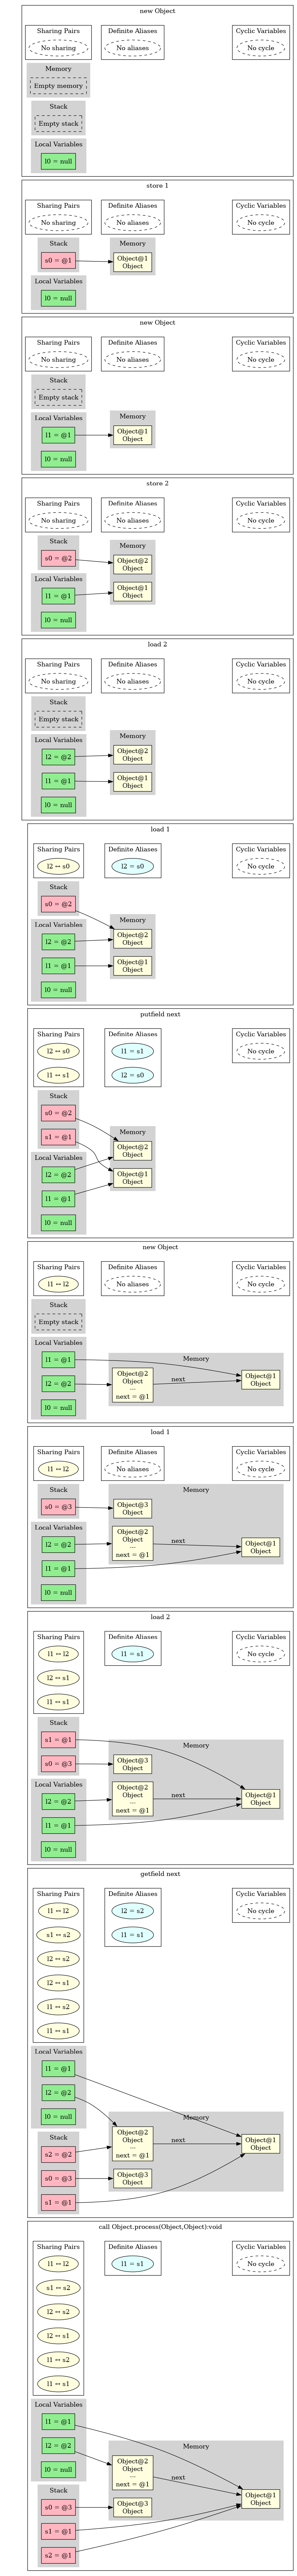 new Object
Sharing Pairs
No sharing
Definite Aliases
No aliases
Cyclic Variables
No cycle
Memory
Empty memory
Stack
Empty stack
Local Variables
l0 = null
store 1
Sharing Pairs
No sharing
Definite Aliases
No aliases
Cyclic Variables
No cycle
Stack
s0 = @1
Memory
Object@1
Object
Local Variables
l0 = null
new Object
Sharing Pairs
No sharing
Definite Aliases
No aliases
Cyclic Variables
No cycle
Stack
Empty stack
Local Variables
l1 = @1
l0 = null
Memory
Object@1
Object
store 2
Sharing Pairs
No sharing
Definite Aliases
No aliases
Cyclic Variables
No cycle
Stack
s0 = @2
Memory
Object@2
Object
Object@1
Object
Local Variables
l1 = @1
l0 = null
load 2
Sharing Pairs
No sharing
Definite Aliases
No aliases
Cyclic Variables
No cycle
Stack
Empty stack
Local Variables
l2 = @2
l1 = @1
l0 = null
Memory
Object@2
Object
Object@1
Object
load 1
Sharing Pairs
l2 ↔ s0
Definite Aliases
l2 = s0
Cyclic Variables
No cycle
Stack
s0 = @2
Local Variables
l2 = @2
l1 = @1
l0 = null
Memory
Object@2
Object
Object@1
Object
putfield next
Sharing Pairs
l2 ↔ s0
l1 ↔ s1
Definite Aliases
l1 = s1
l2 = s0
Cyclic Variables
No cycle
Stack
s0 = @2
s1 = @1
Local Variables
l2 = @2
l1 = @1
l0 = null
Memory
Object@2
Object
Object@1
Object
new Object
Sharing Pairs
l1 ↔ l2
Definite Aliases
No aliases
Cyclic Variables
No cycle
Stack
Empty stack
Local Variables
l1 = @1
l2 = @2
l0 = null
Memory
Object@2
Object
...
next = @1
next
Object@1
Object
load 1
Sharing Pairs
l1 ↔ l2
Definite Aliases
No aliases
Cyclic Variables
No cycle
Stack
s0 = @3
Local Variables
l2 = @2
l1 = @1
l0 = null
Memory
Object@3
Object
Object@2
Object
...
next = @1
next
Object@1
Object
load 2
Sharing Pairs
l1 ↔ l2
l2 ↔ s1
l1 ↔ s1
Definite Aliases
l1 = s1
Cyclic Variables
No cycle
Stack
s1 = @1
s0 = @3
Local Variables
l2 = @2
l1 = @1
l0 = null
Memory
Object@3
Object
Object@2
Object
...
next = @1
next
Object@1
Object
getfield next
Sharing Pairs
l1 ↔ l2
s1 ↔ s2
l2 ↔ s2
l2 ↔ s1
l1 ↔ s2
l1 ↔ s1
Definite Aliases
l2 = s2
l1 = s1
Cyclic Variables
No cycle
Local Variables
l1 = @1
l2 = @2
l0 = null
Stack
s2 = @2
s0 = @3
s1 = @1
Memory
Object@2
Object
...
next = @1
next
Object@3
Object
Object@1
Object
call Object.process(Object,Object):void
Sharing Pairs
l1 ↔ l2
s1 ↔ s2
l2 ↔ s2
l2 ↔ s1
l1 ↔ s2
l1 ↔ s1
Definite Aliases
l1 = s1
Cyclic Variables
No cycle
Local Variables
l1 = @1
l2 = @2
l0 = null
Stack
s0 = @3
s1 = @1
s2 = @1
Memory
Object@2
Object
...
next = @1
next
Object@3
Object
Object@1
Object